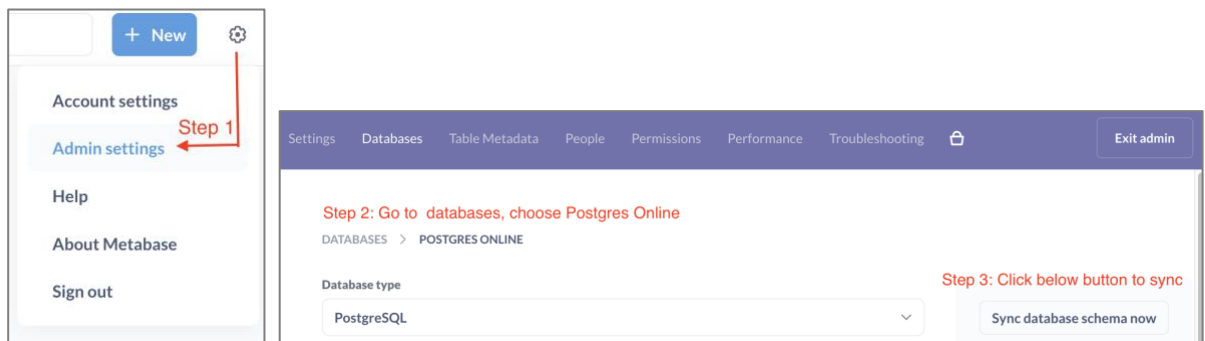 + New
Account settings
Step 1
Admin settings
Help
About Metabase
Sign out
Settings Databases Table Metadata People Permissions Performance Troubleshooting Exit admin
Step 2: Go to databases, choose Postgres Online
DATABASES > POSTGRES ONLINE
Step 3: Click below button to sync
Database type
PostgreSQL
Sync database schema now